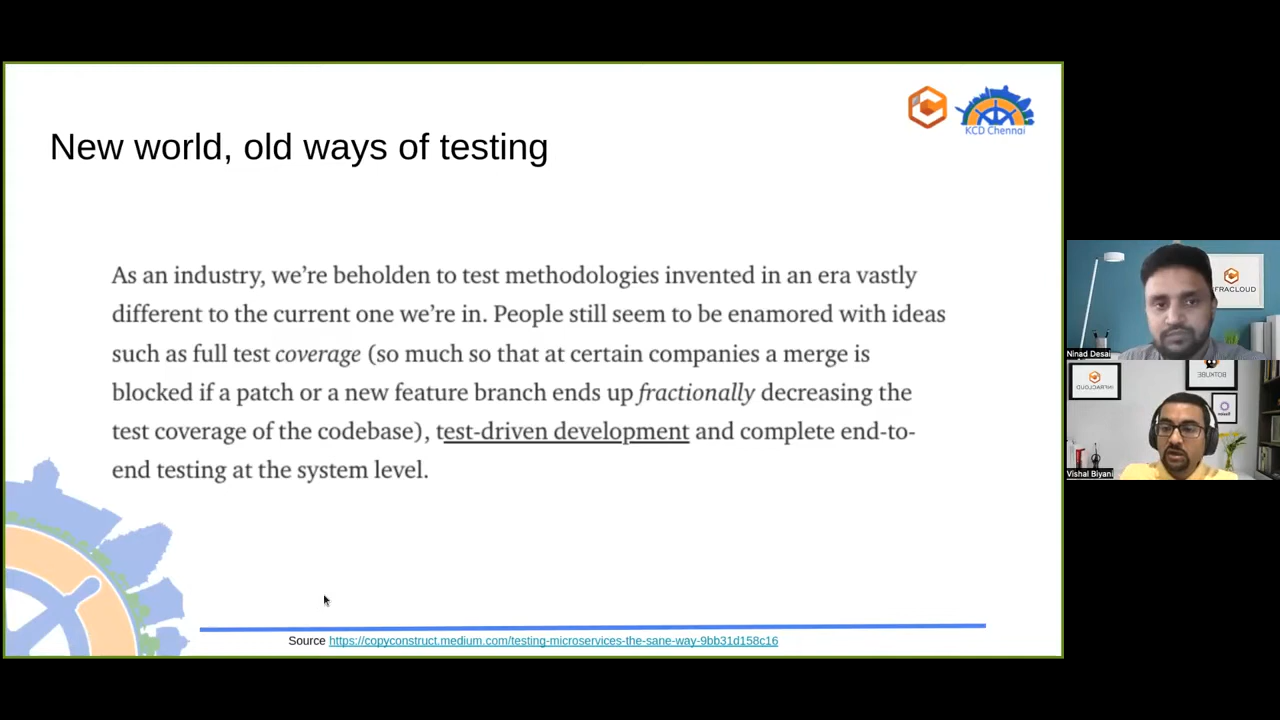 KCD Chennai
New world, old ways of testing
As an industry, we're beholden to test methodologies invented in an era vastly
different to the current one we're in. People still seem to be enamored with ideas
such as full test coverage (so much so that at certain companies a merge is
blocked if a patch or a new feature branch ends up fractionally decreasing the
test coverage of the codebase), test-driven development and complete end-to-
end testing at the system level.
Source https://copyconstruct.medium.com/testing-microservices-the-sane-way-9bb31d158c16
FRACLOUD
Ninad Desai
Vishal Biyani